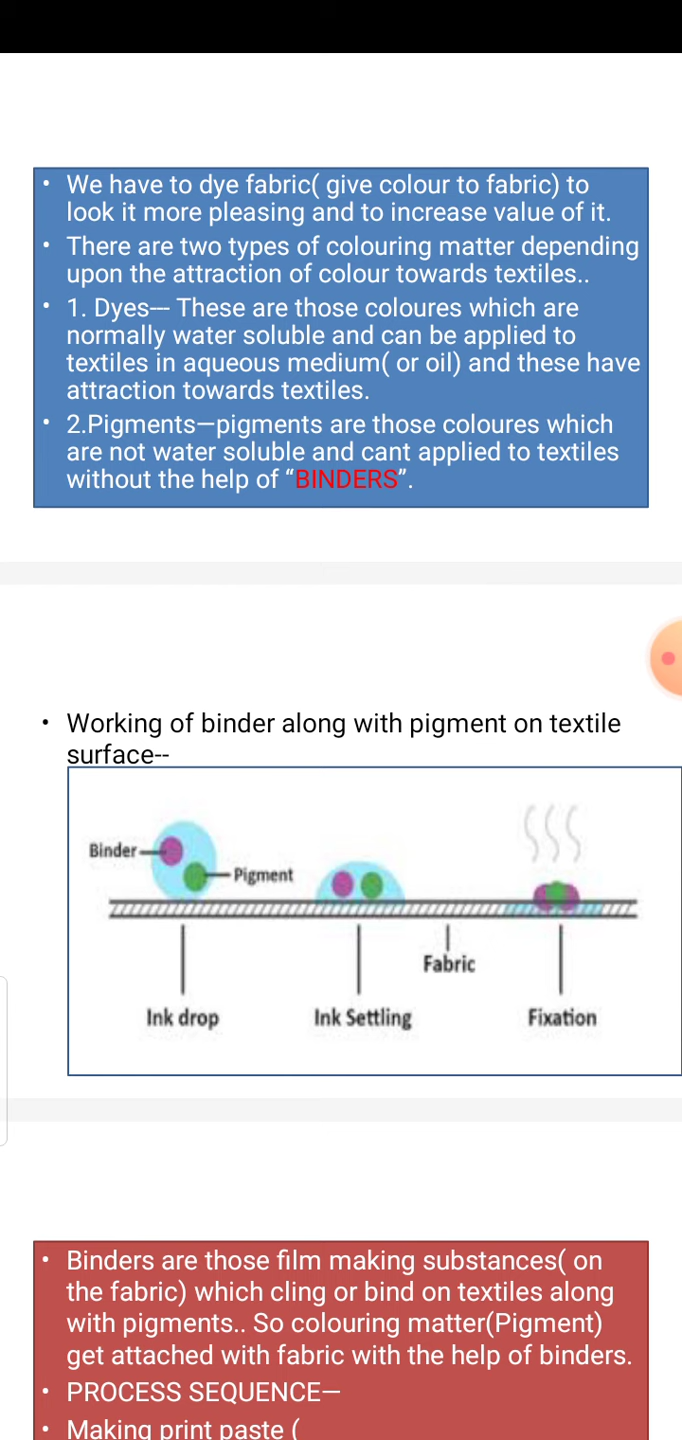 • We have to dye fabric( give colour to fabric) to
look it more pleasing and to increase value of it.
• There are two types of colouring matter depending
upon the attraction of colour towards textiles..
• 1. Dyes--- These are those coloures which are
normally water soluble and can be applied to
textiles in aqueous medium( or oil) and these have
attraction towards textiles.
• 2.Pigments—pigments are those coloures which
are not water soluble and cant applied to textiles
without the help of “BINDERS”.
• Working of binder along with pigment on textile
surface--
Binder
Pigment
Fabric
Ink drop
Ink Settling
Fixation
• Binders are those film making substances( on
the fabric) which cling or bind on textiles along
with pigments.. So colouring matter(Pigment)
get attached with fabric with the help of binders.
• PROCESS SEQUENCE—
• Making print paste (